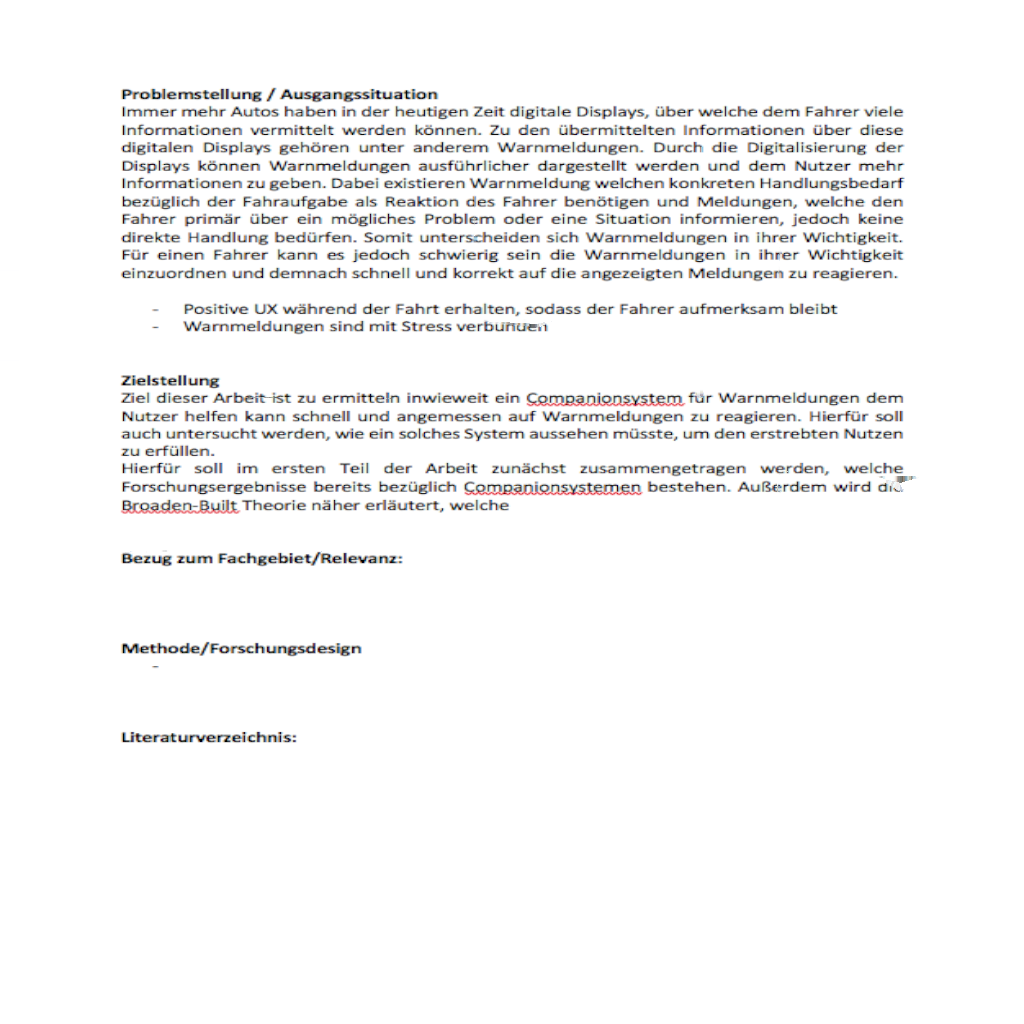 Problemstellung / Ausgangssituation
Immer mehr Autos haben in der heutigen Zeit digitale Displays, über welche dem Fahrer viele
Informationen vermittelt werden können. Zu den übermittelten Informationen über diese
digitalen Displays gehören unter anderem Warnmeldungen. Durch die Digitalisierung der
Displays können Warnmeldungen ausführlicher dargestellt werden und dem Nutzer mehr
Informationen zu geben. Dabei existieren Warnmeldung welchen konkreten Handlungsbedarf
bezüglich der Fahraufgabe als Reaktion des Fahrer benötigen und Meldungen, welche den
Fahrer primär über ein mögliches Problem oder eine Situation informieren, jedoch keine
direkte Handlung bedürfen. Somit unterscheiden sich Warnmeldungen in ihrer Wichtigkeit.
Für einen Fahrer kann es jedoch schwierig sein die Warnmeldungen in ihrer Wichtigkeit
einzuordnen und demnach schnell und korrekt auf die angezeigten Meldungen zu reagieren.
- Positive UX während der Fahrt erhalten, sodass der Fahrer aufmerksam bleibt
- Warnmeldungen sind mit Stress verbunden
Zielstellung
Ziel dieser Arbeit ist zu ermitteln inwieweit ein Companionsystem für Warnmeldungen dem
Nutzer helfen kann schnell und angemessen auf Warnmeldungen zu reagieren. Hierfür soll
auch untersucht werden, wie ein solches System aussehen müsste, um den erstrebten Nutzen
zu erfüllen.
Hierfür soll im ersten Teil der Arbeit zunächst zusammengetragen werden, welche
Forschungsergebnisse bereits bezüglich Companionsystemen bestehen. Außerdem wird die
Broaden-Built Theorie näher erläutert, welche
Bezug zum Fachgebiet/Relevanz:
Methode/Forschungsdesign
-
Literaturverzeichnis: